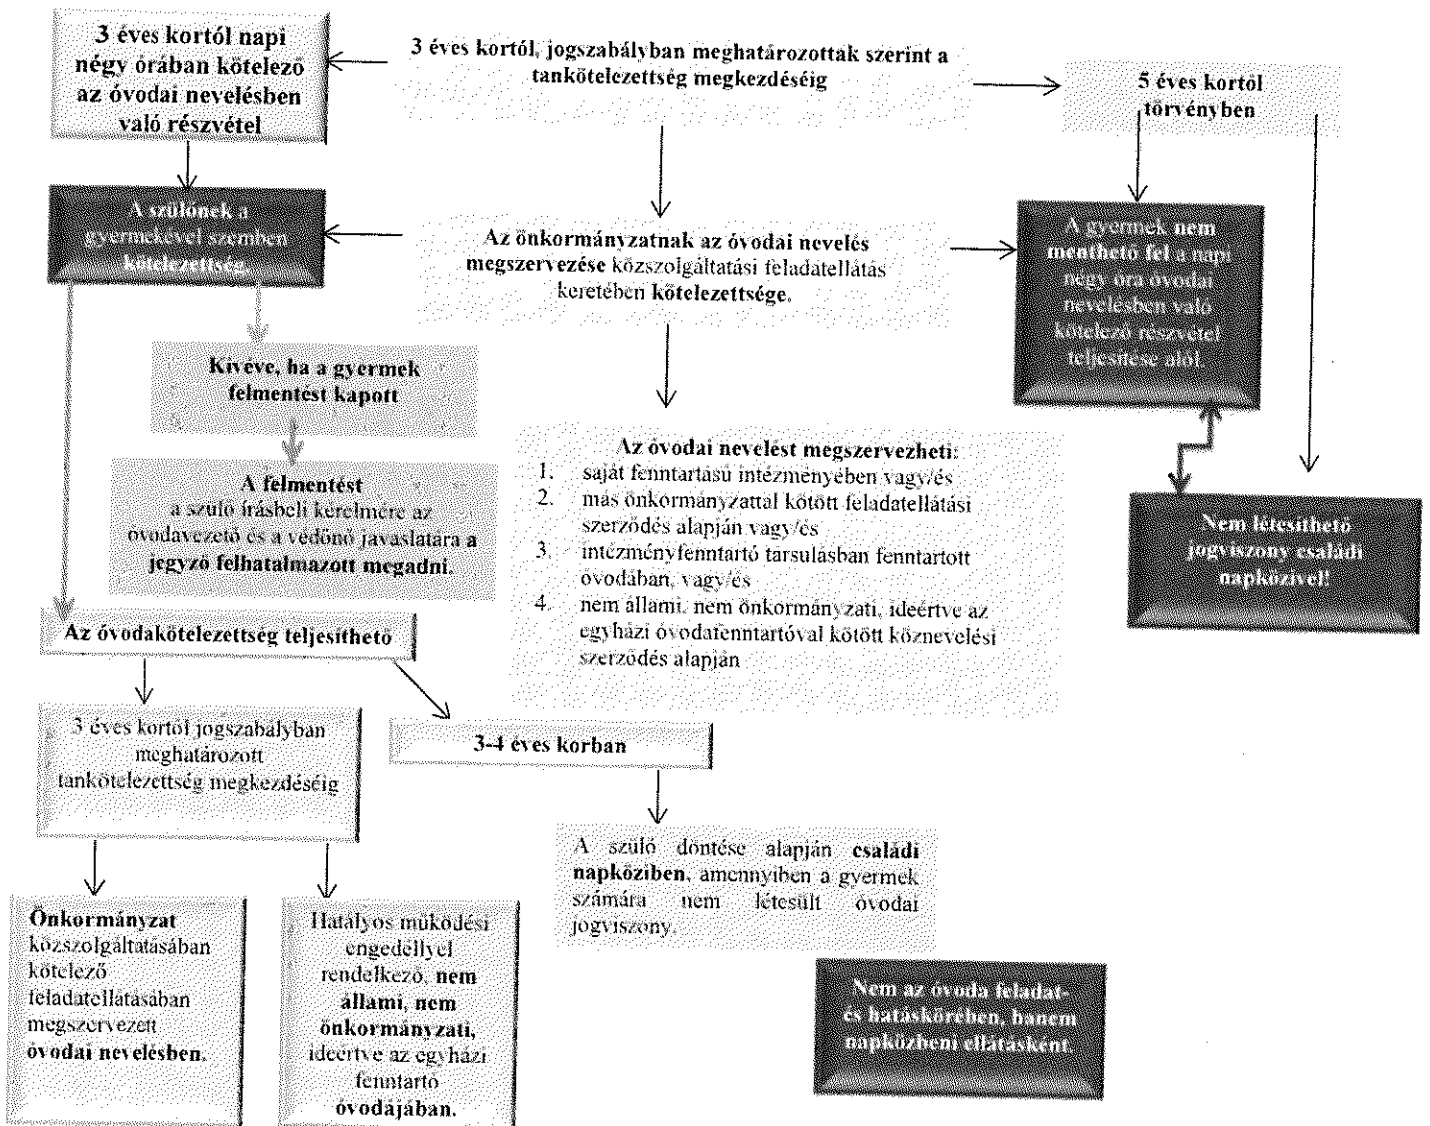 3 éves kortól napi
négy órában kötelező
az óvodai nevelésben
való részvétel
3 éves kortól, jogszabályban meghatározottak szerint a
tankötelezettség megkezdéséig
5 éves kortól
törvényben
A szülőnek a
gyermekével szemben
kötelezettség.
Az önkormányzatnak az óvodai nevelés
megszervezése közszolgáltatási feladatellátás
keretében kötelezettsége.
A gyermek nem
menthető fel a napi
négy óra óvodai
nevelésben való
kötelező részvétel
teljesítése alól.
Kivéve, ha a gyermek
felmentést kapott
A felmentést
a szülő írásbeli kérelmére az
óvodavezető és a védőnő javaslatára a
jegyző felhatalmazott megadni.
Az óvodai nevelést megszervezheti:
1. saját fenntartású intézményében vagy/és
2. más önkormányzattal kötött feladatellátási
szerződés alapján vagy/és
3. intézményfenntartó társulásban fenntartott
óvodában, vagy/és
4. nem állami, nem önkormányzati, ideértve az
egyházi óvodafenntartóval kötött köznevelési
szerződés alapján
Nem létesíthető
jogviszony családi
napközivel!
Az óvodakötelezettség teljesíthető
3 éves kortól jogszabályban
meghatározott
tankötelezettség megkezdéséig
3-4 éves korban
A szülő döntése alapján családi
napköziben, amennyiben a gyermek
számára nem létesült óvodai
jogviszony.
Önkormányzat
közszolgáltatásában
kötelező
feladatellátásában
megszervezett
óvodai nevelésben.
Hatályos működési
engedéllyel
rendelkező, nem
állami, nem
önkormányzati,
ideértve az egyházi
fenntartó
óvodájában.
Nem az óvoda feladat-
és hatáskörében, hanem
napközbeni ellátásként.